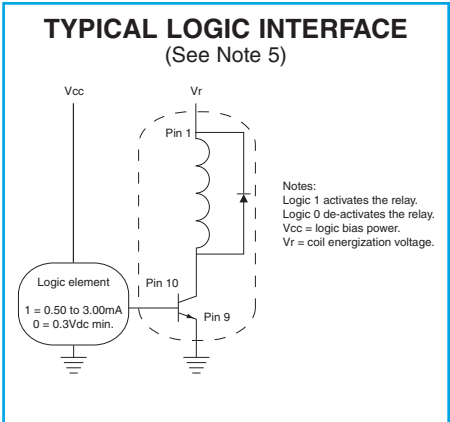 TYPICAL LOGIC INTERFACE
(See Note 5)
Vcc
Vr
Pin 1
Notes:
Logic 1 activates the relay.
Logic 0 de-activates the relay.
Vcc = logic bias power.
Vr = coil energization voltage.
Logic element
1 = 0.50 to 3.00mA
0 = 0.3Vdc min.
Pin 10
Pin 9